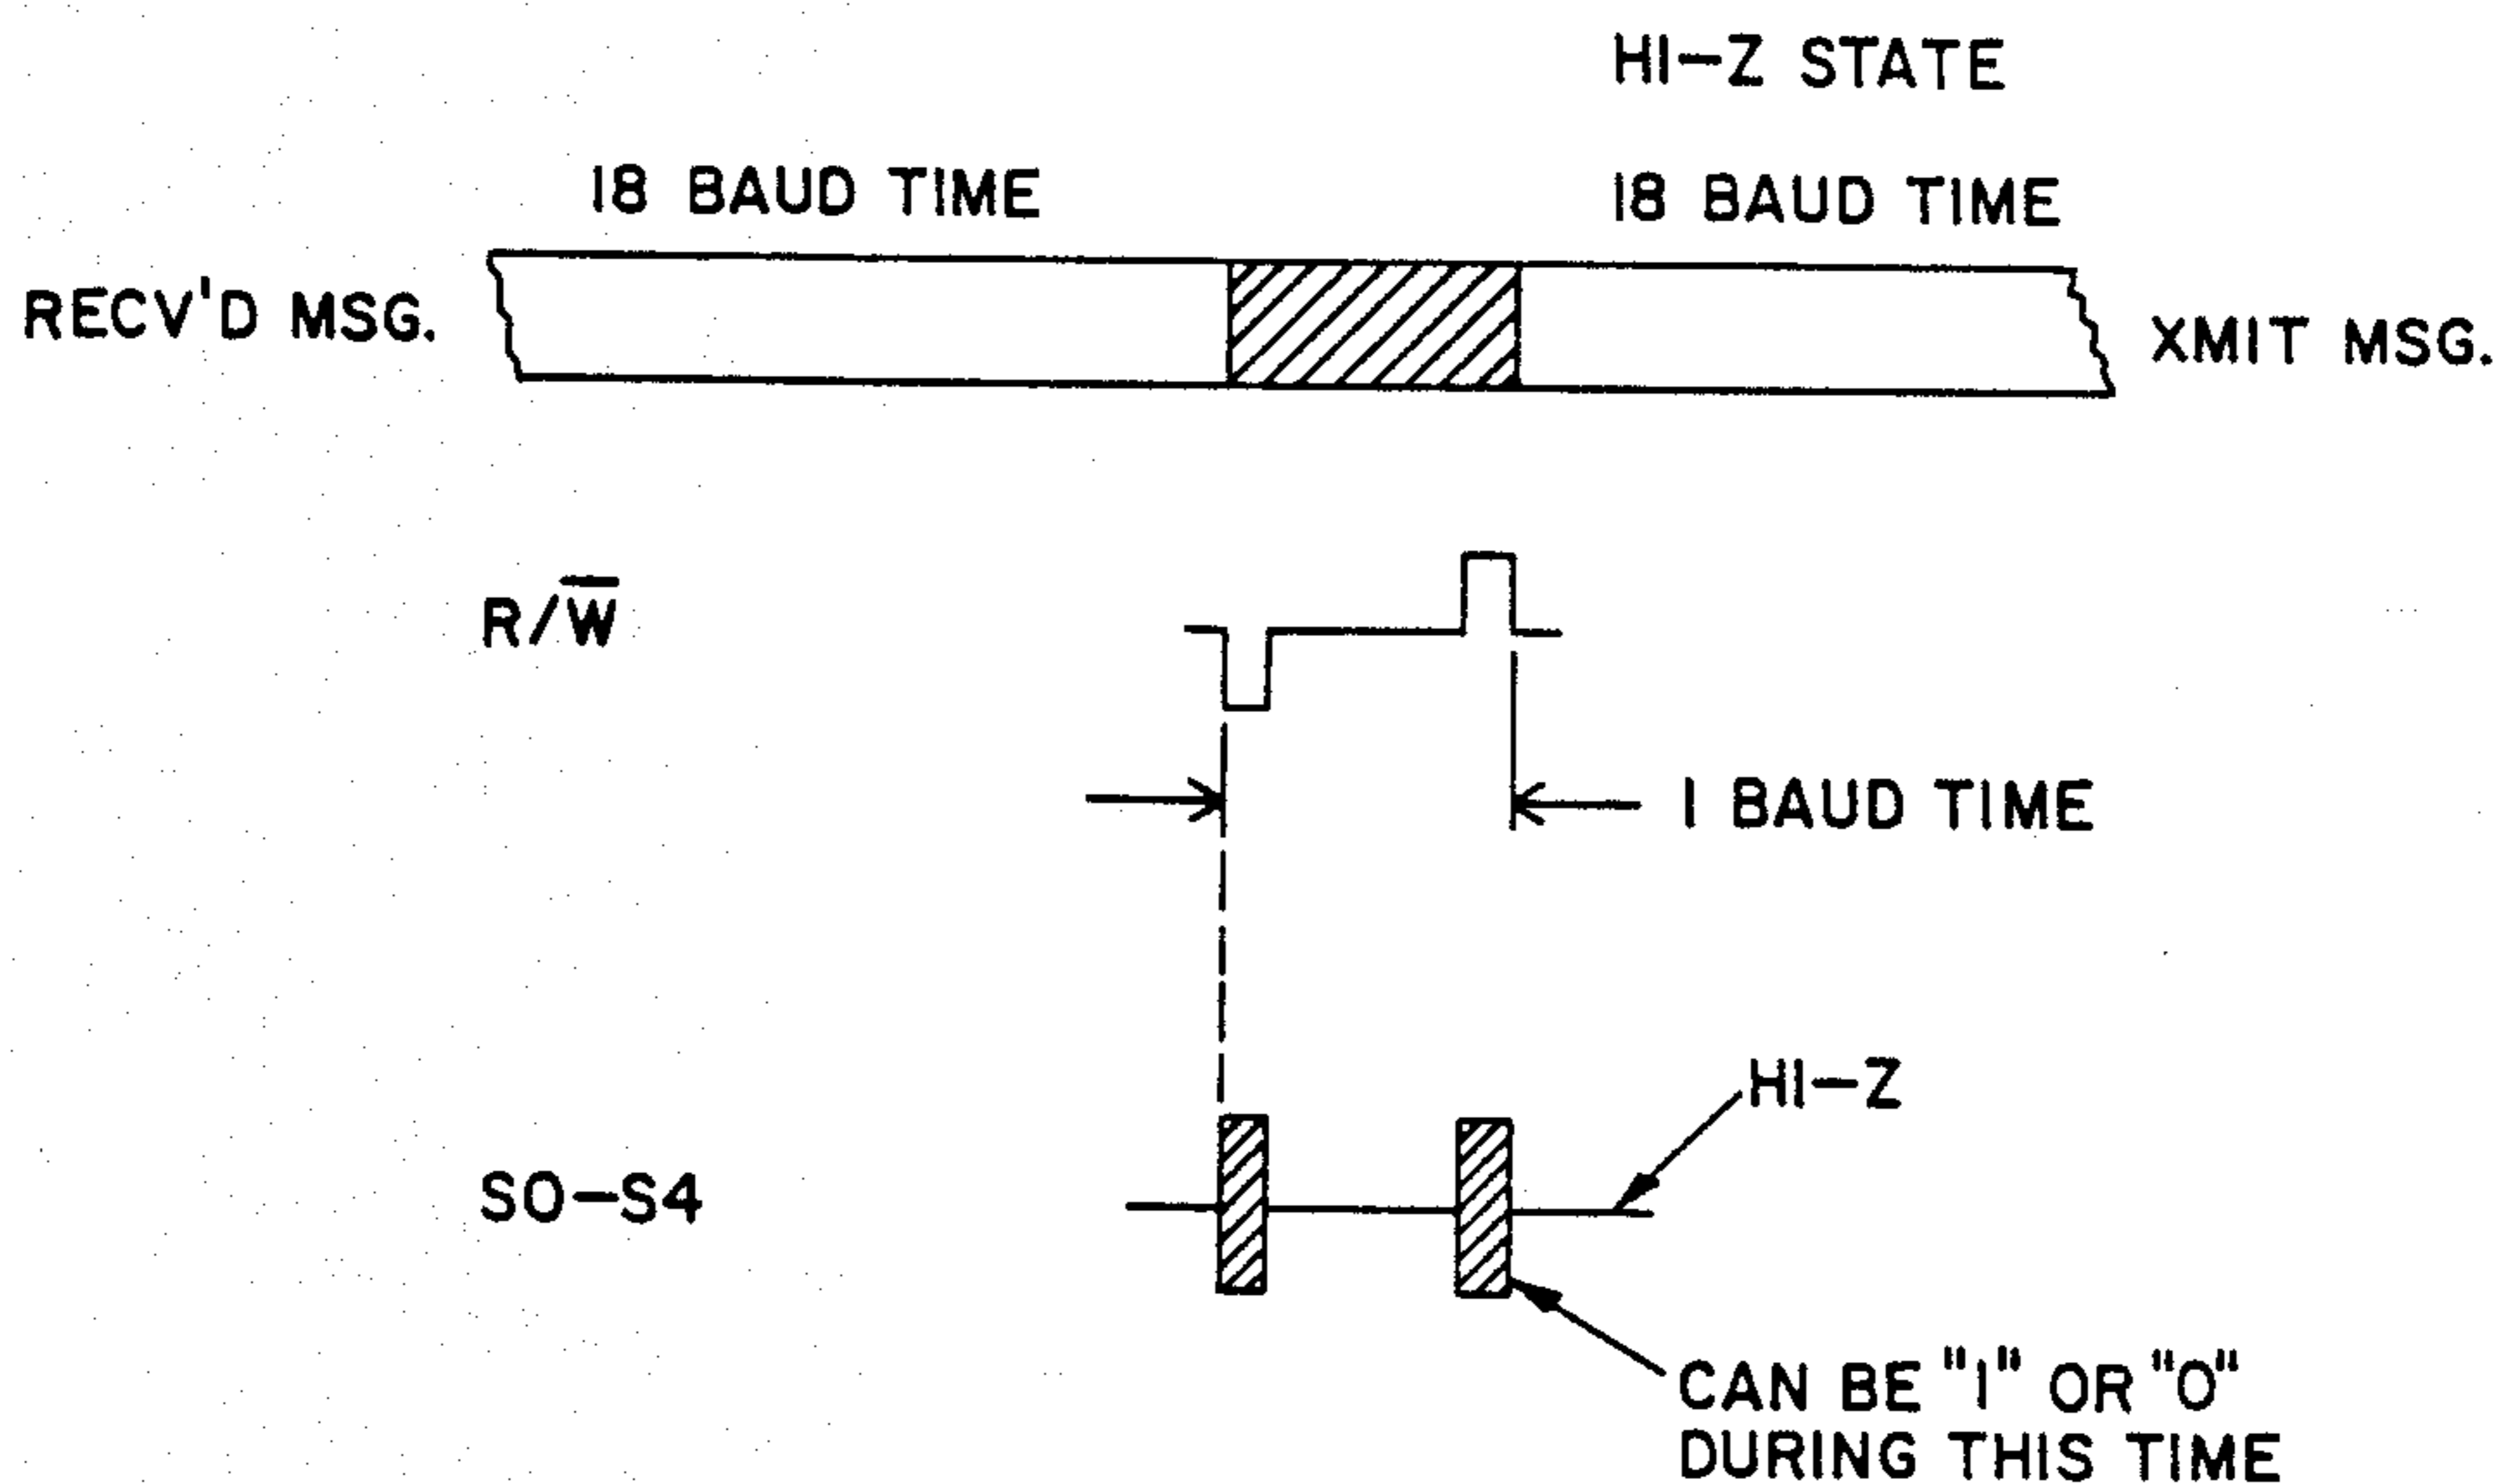 HI-Z STATE
18 BAUD TIME
18 BAUD TIME
RECV'D MSG.
XMIT MSG.
R/W̅
1 BAUD TIME
HI-Z
S0-S4
CAN BE "1" OR "0"
DURING THIS TIME